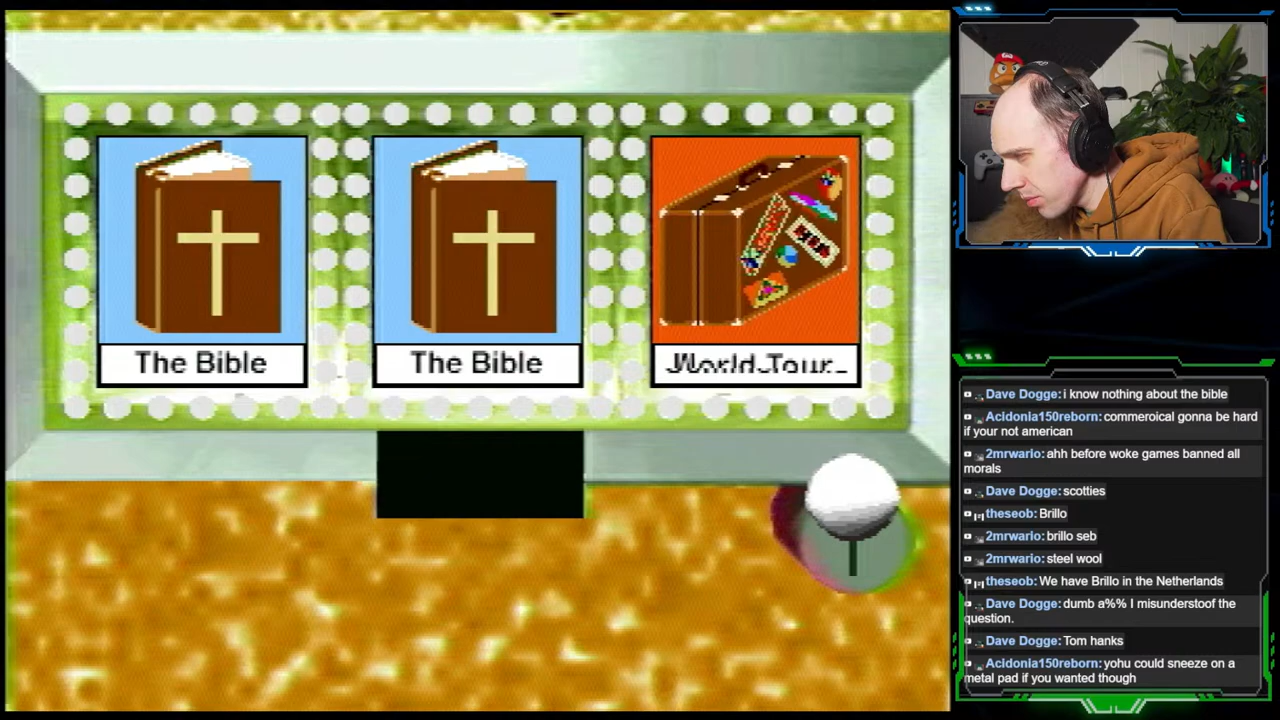 The Bible
The Bible
World Tour
Dave Dogge: i know nothing about the bible
Acidonia150reborn: commeroical gonna be hard
if your not american
2mrwario: ahh before woke games banned all
morals
Dave Dogge: scotties
theseob: Brillo
2mrwario: brillo seb
2mrwario: steel wool
theseob: We have Brillo in the Netherlands
Dave Dogge: dumb a%% I misunderstoof the
question.
Dave Dogge: Tom hanks
Acidonia150reborn: yohu could sneeze on a
metal pad if you wanted though